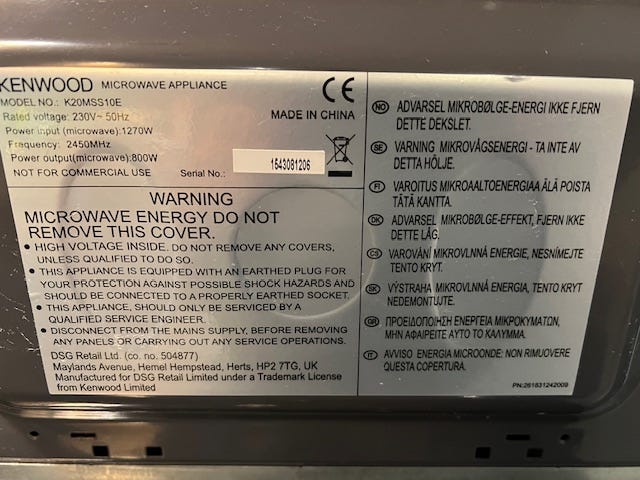 KENWOOD MICROWAVE APPLIANCE
MODEL NO.: K20MSS10E
Rated voltage: 230V~ 50Hz
Power input (microwave):1270W
Frequency: 2450MHz
Power output(microwave):800W
NOT FOR COMMERCIAL USE
CE
MADE IN CHINA
Serial No.: 1543081206
WARNING
MICROWAVE ENERGY DO NOT
REMOVE THIS COVER.
• HIGH VOLTAGE INSIDE. DO NOT REMOVE ANY COVERS,
UNLESS QUALIFIED TO DO SO.
• THIS APPLIANCE IS EQUIPPED WITH AN EARTHED PLUG FOR
YOUR PROTECTION AGAINST POSSIBLE SHOCK HAZARDS AND
SHOULD BE CONNECTED TO A PROPERLY EARTHED SOCKET.
• THIS APPLIANCE, SHOULD ONLY BE SERVICED BY A
QUALIFIED SERVICE ENGINEER.
• DISCONNECT FROM THE MAINS SUPPLY, BEFORE REMOVING
ANY PANELS OR CARRYING OUT ANY SERVICE OPERATIONS.
DSG Retail Ltd. (co. no. 504877)
Maylands Avenue, Hemel Hempstead, Herts, HP2 7TG, UK
Manufactured for DSG Retail Limited under a Trademark License
from Kenwood Limited
NO ADVARSEL MIKROBØLGE-ENERGI IKKE FJERN
DETTE DEKSLET.
SE VARNING MIKROVÅGSENERGI - TA INTE AV
DETTA HÖLJE.
FI VAROITUS MIKROAALTOENERGIAA ÄLÄ POISTA
TÄTÄ KANTTA.
DK ADVARSEL MIKROBØLGE-EFFEKT, FJERN IKKE
DETTE LÅG.
CS VAROVÁNÍ MIKROVLNNÁ ENERGIE, NESNÍMEJTE
TENTO KRYT.
SK VÝSTRAHA MIKROVLNNÁ ENERGIA, TENTO KRYT
NEDEMONTUJTE.
GR ΠΡΟΕΙΔΟΠΟΙΗΣΗ ΕΝΕΡΓΕΙΑ ΜΙΚΡΟΚΥΜΑΤΩΝ,
ΜΗΝ ΑΦΑΙΡΕΙΤΕ ΑΥΤΟ ΤΟ ΚΑΛΥΜΜΑ.
IT AVVISO ENERGIA MICROONDE: NON RIMUOVERE
QUESTA COPERTURA.
PN:261831242009